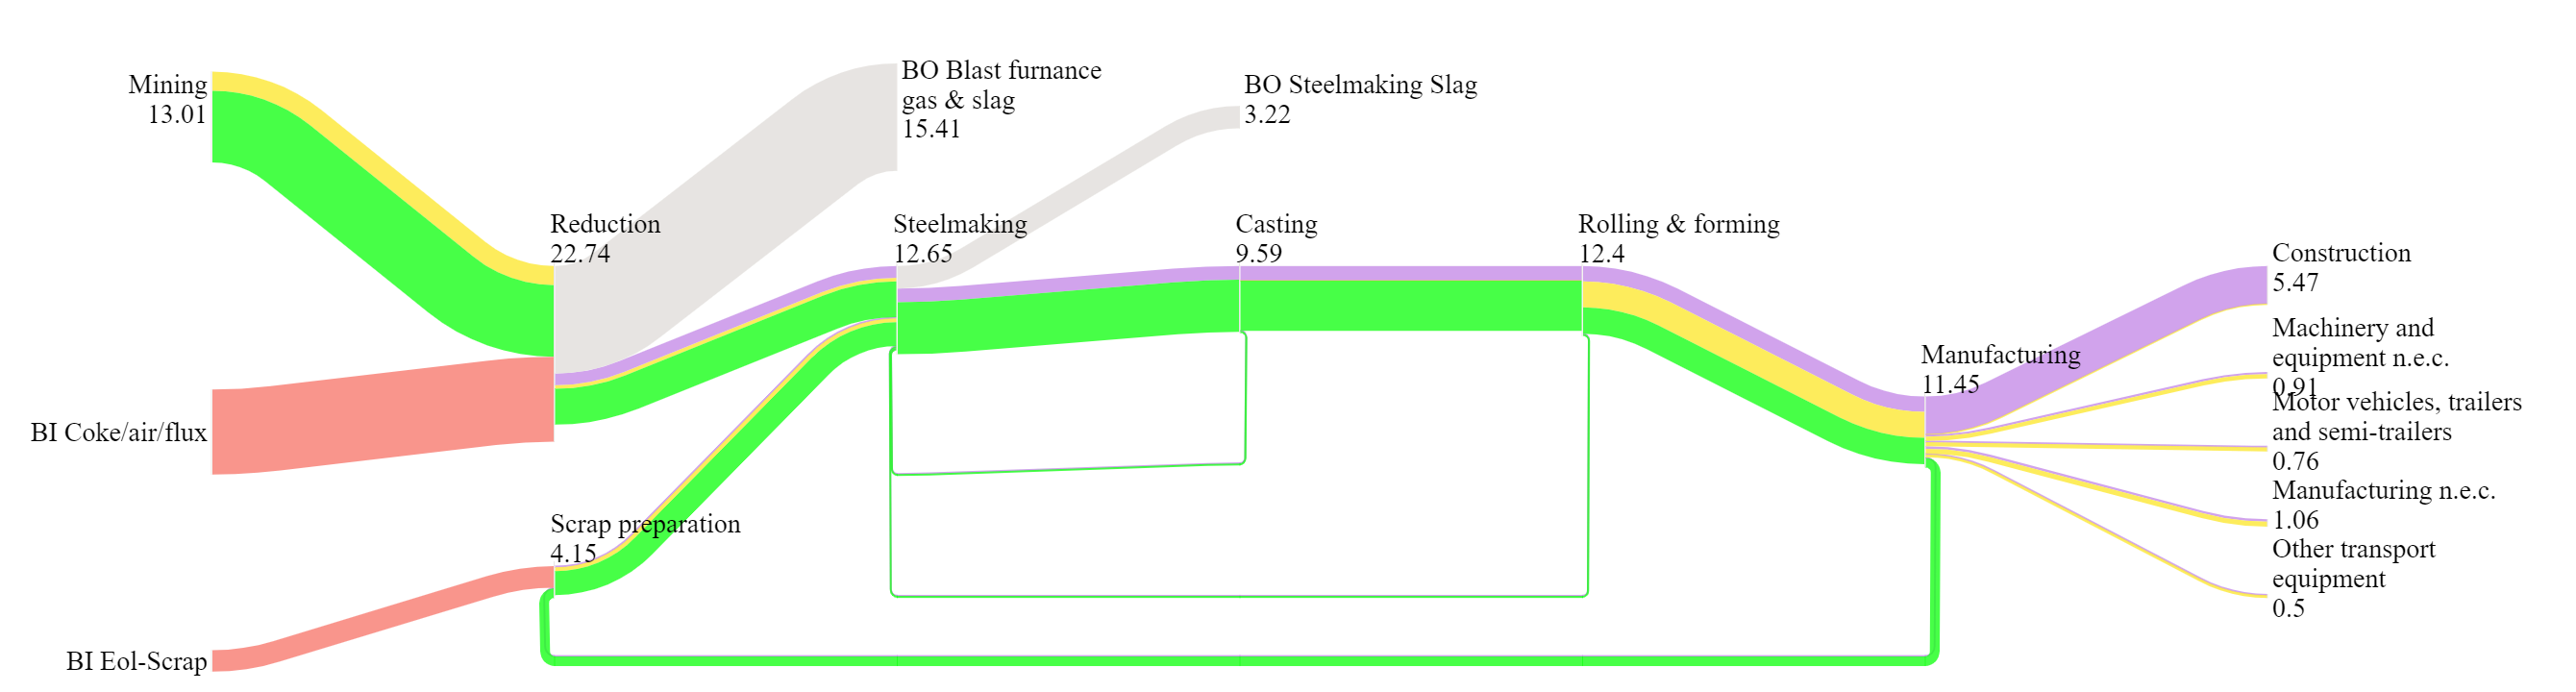 Mining
13.01
BI Coke/air/flux
BI Eol-Scrap
Reduction
22.74
Scrap preparation
4.15
BO Blast furnance
gas & slag
15.41
Steelmaking
12.65
BO Steelmaking Slag
3.22
Casting
9.59
Rolling & forming
12.4
Manufacturing
11.45
Construction
5.47
Machinery and
equipment n.e.c.
0.91
Motor vehicles, trailers
and semi-trailers
0.76
Manufacturing n.e.c.
1.06
Other transport
equipment
0.5